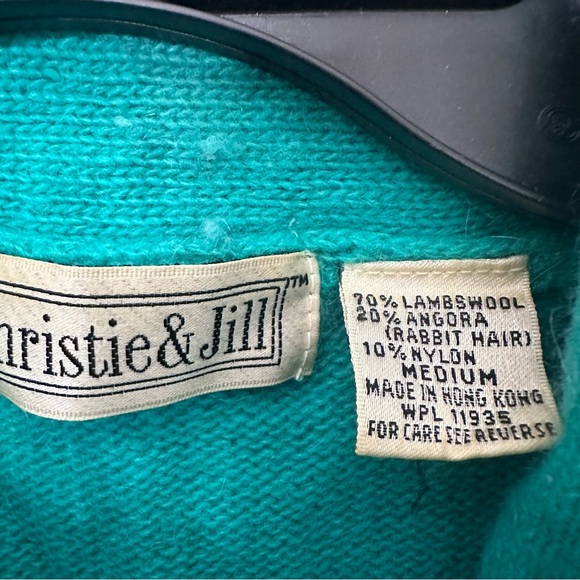 hristie & Jill ™
70% LAMBSWOOL
20% ANGORA
(RABBIT HAIR)
10% NYLON
MEDIUM
MADE IN HONG KONG
WPL 11935
FOR CARE SEE REVERSE